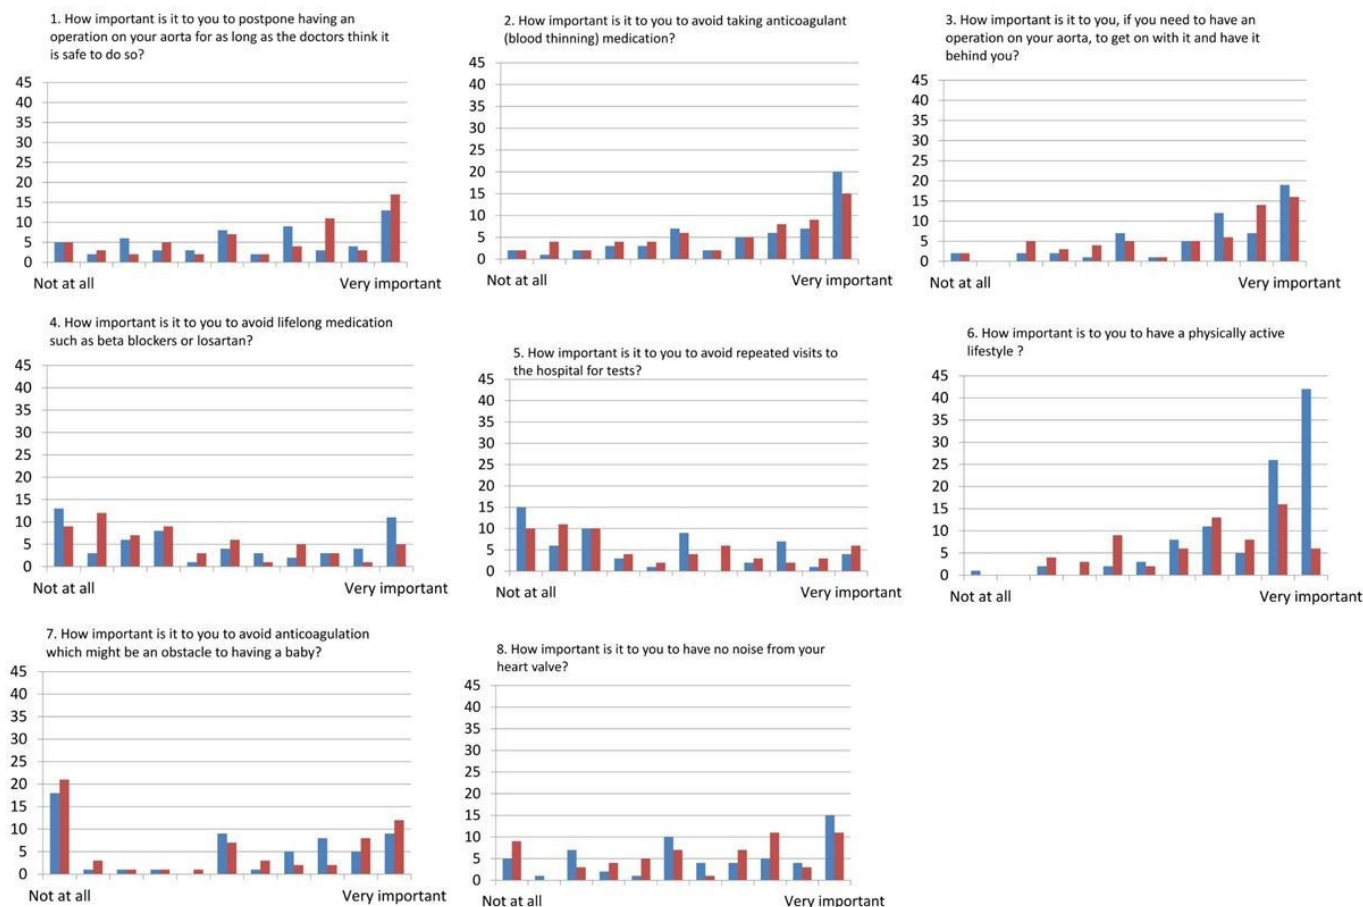 1. How important is it to you to postpone having an
operation on your aorta for as long as the doctors think it
is safe to do so?
45
40
35
30
25
20
15
10
5
0
Not at all
Very important
2. How important is it to you to avoid taking anticoagulant
(blood thinning) medication?
45
40
35
30
25
20
15
10
5
0
Not at all
Very important
3. How important is it to you, if you need to have an
operation on your aorta, to get on with it and have it
behind you?
45
40
35
30
25
20
15
10
5
0
Not at all
Very important
4. How important is it to you to avoid lifelong medication
such as beta blockers or losartan?
45
40
35
30
25
20
15
10
5
0
Not at all
Very important
5. How important is it to you to avoid repeated visits to
the hospital for tests?
45
40
35
30
25
20
15
10
5
0
Not at all
Very important
6. How important is to you to have a physically active
lifestyle ?
45
40
35
30
25
20
15
10
5
0
Not at all
Very important
7. How important is it to you to avoid anticoagulation
which might be an obstacle to having a baby?
45
40
35
30
25
20
15
10
5
0
Not at all
Very important
8. How important is it to you to have no noise from your
heart valve?
45
40
35
30
25
20
15
10
5
0
Not at all
Very important